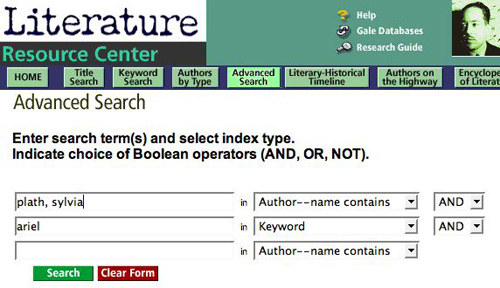 Literature
Resource Center
Help
Gale Databases
Research Guide
HOME
Title Search
Keyword Search
Authors by Type
Advanced Search
Literary-Historical Timeline
Authors on the Highway
Encyclope of Literat
Advanced Search
Enter search term(s) and select index type.
Indicate choice of Boolean operators (AND, OR, NOT).
plath, sylvia in Author--name contains AND
ariel in Keyword AND
in Author--name contains
Search Clear Form